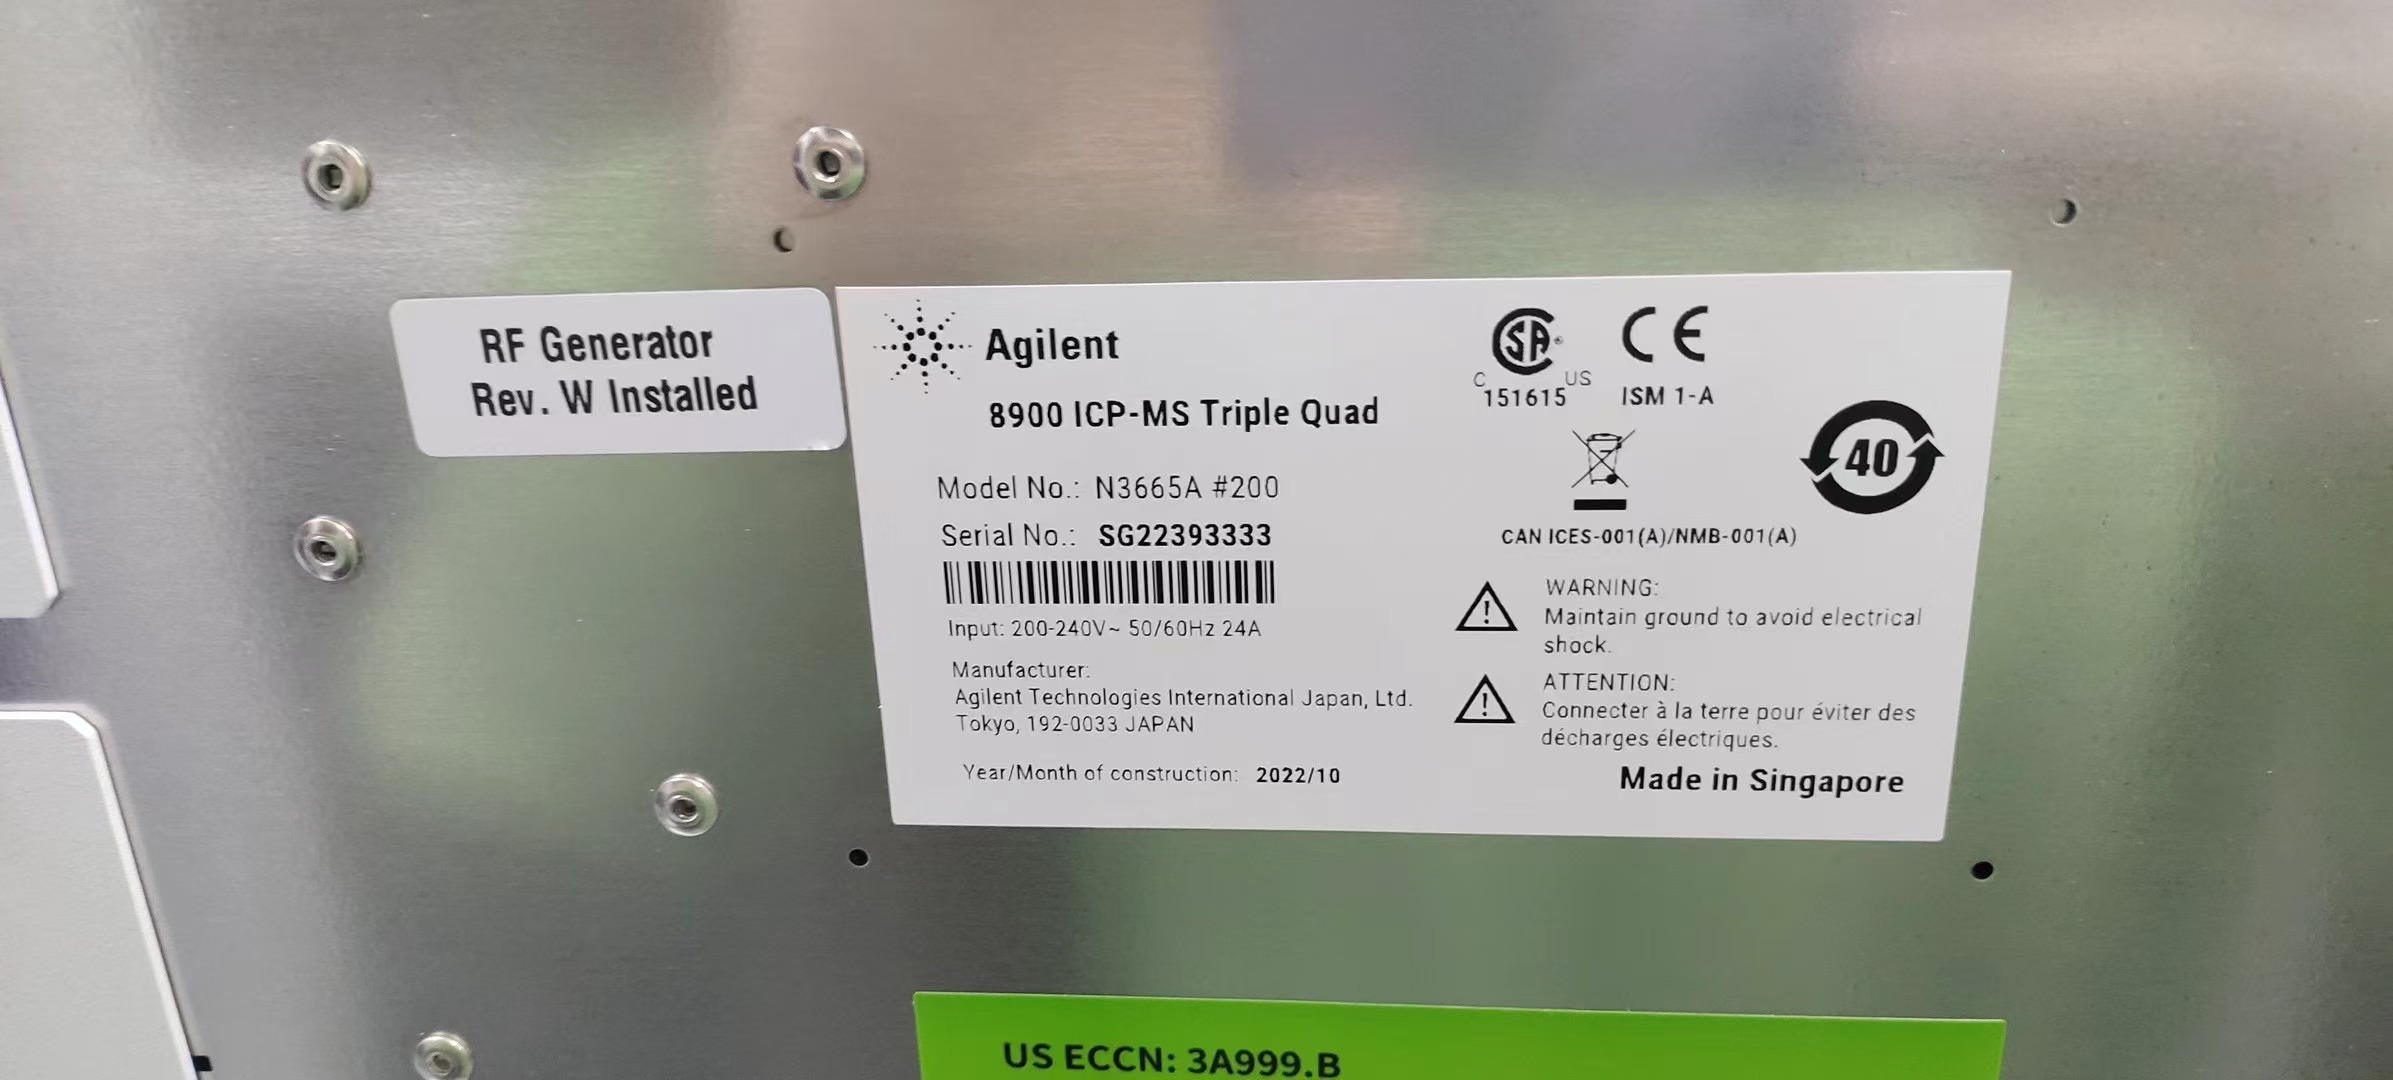 RF Generator
Rev. W Installed
Agilent
8900 ICP-MS Triple Quad
Model No.: N3665A #200
Serial No.: SG22393333
Input: 200-240V~ 50/60Hz 24A
Manufacturer:
Agilent Technologies International Japan, Ltd.
Tokyo, 192-0033 JAPAN
Year/Month of construction: 2022/10
SA
C US
151615
CE
ISM 1-A
40
CAN ICES-001(A)/NMB-001(A)
WARNING:
Maintain ground to avoid electrical
shock.
ATTENTION:
Connecter à la terre pour éviter des
décharges électriques.
Made in Singapore
US ECCN: 3A999.B